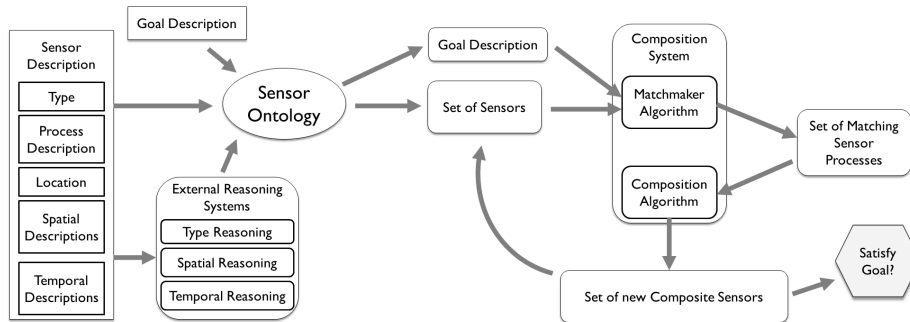 Goal Description
Sensor
Description
Type
Process
Description
Location
Spatial
Descriptions
Temporal
Descriptions
Sensor
Ontology
External Reasoning
Systems
Type Reasoning
Spatial Reasoning
Temporal Reasoning
Goal Description
Set of Sensors
Composition
System
Matchmaker
Algorithm
Composition
Algorithm
Set of Matching
Sensor
Processes
Set of new Composite Sensors
Satisfy
Goal?